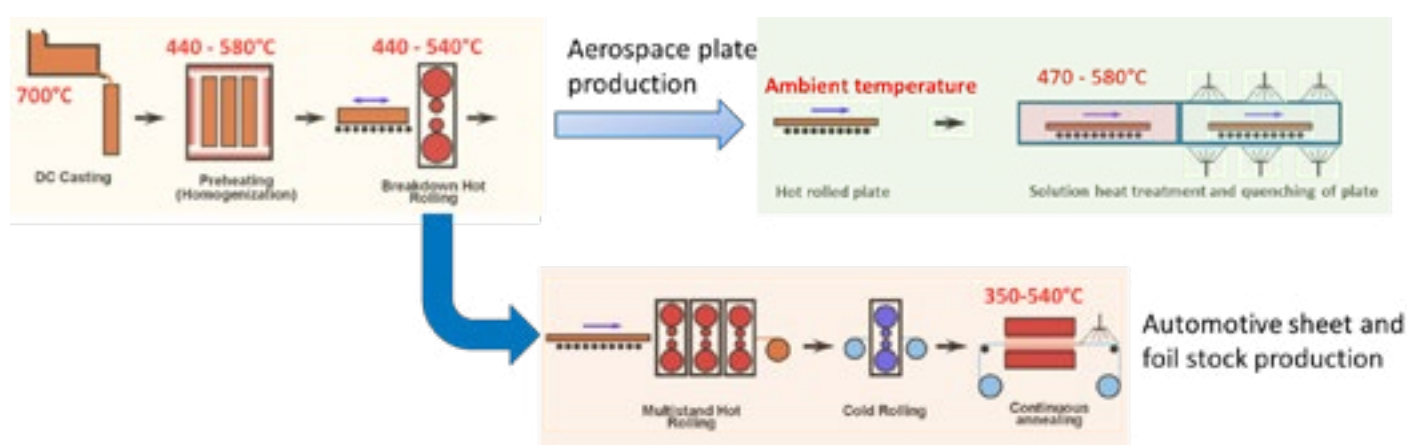 440 - 580°C
440 - 540°C
700°C
DC Casting
Preheating
(Homogenization)
Breakdown Hot
Rolling
Aerospace plate
production
Ambient temperature
470 - 580°C
Hot rolled plate
Solution heat treatment and quenching of plate
350-540°C
Multistand Hot
Rolling
Cold Rolling
Continuous
annealing
Automotive sheet and
foil stock production